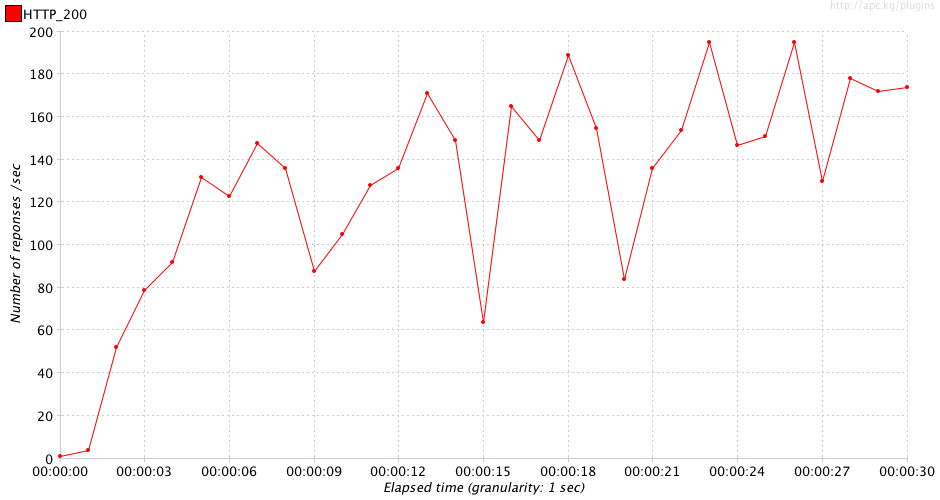 http://apc.kg/plugins
HTTP_200
200
180
160
140
120
100
80
60
40
20
0
Number of reponses /sec
00:00:00 00:00:03 00:00:06 00:00:09 00:00:12 00:00:15 00:00:18 00:00:21 00:00:24 00:00:27 00:00:30
Elapsed time (granularity: 1 sec)